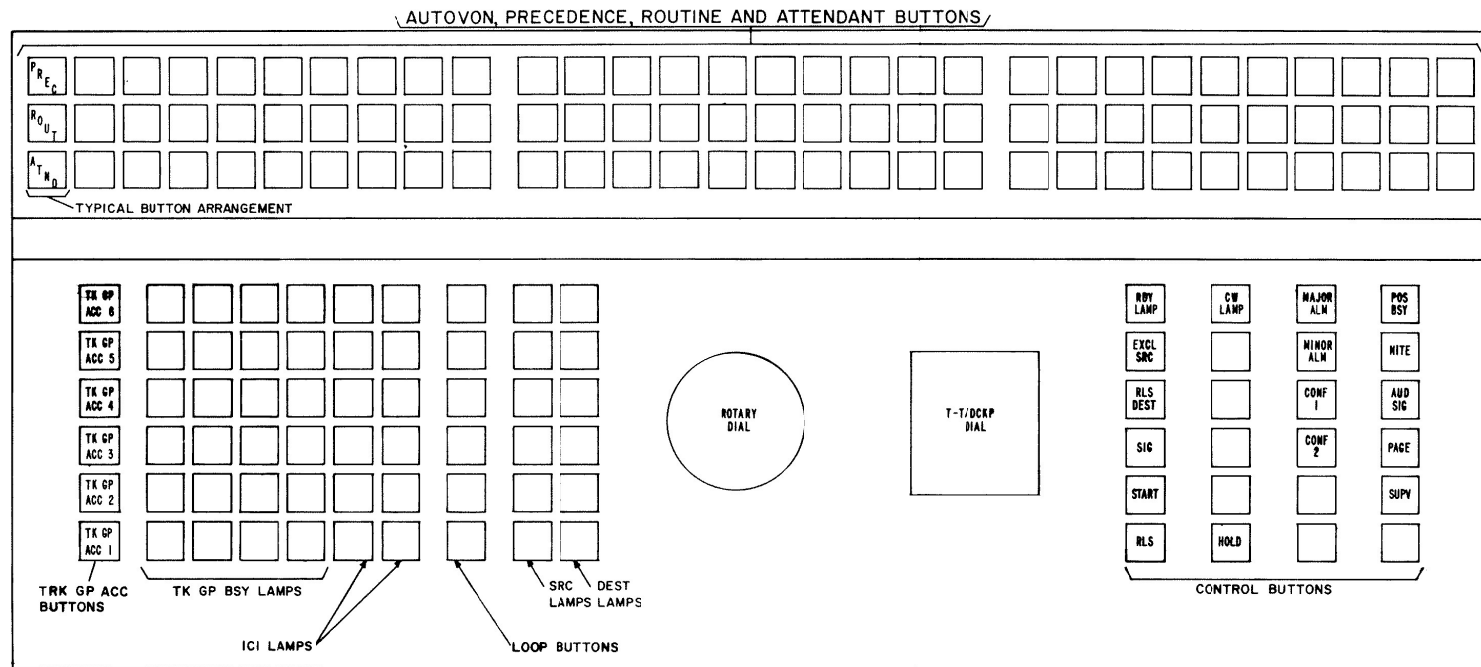 AUTOVON, PRECEDENCE, ROUTINE AND ATTENDANT BUTTONS
PREC
ROUT
ATND
TYPICAL BUTTON ARRANGEMENT
TK GP
ACC 6
TK GP
ACC 5
TK GP
ACC 4
TK GP
ACC 3
TK GP
ACC 2
TK GP
ACC 1
TRK GP ACC
BUTTONS
TK GP BSY LAMPS
ICI LAMPS
LOOP BUTTONS
SRC
LAMPS
DEST
LAMPS
ROTARY
DIAL
T-T/DCKP
DIAL
RDY
LAMP
CW
LAMP
MAJOR
ALM
POS
BSY
EXCL
SRC
MINOR
ALM
NITE
RLS
DEST
CONF
1
AUD
SIG
SIG
CONF
2
PAGE
START
SUPV
RLS
HOLD
CONTROL BUTTONS